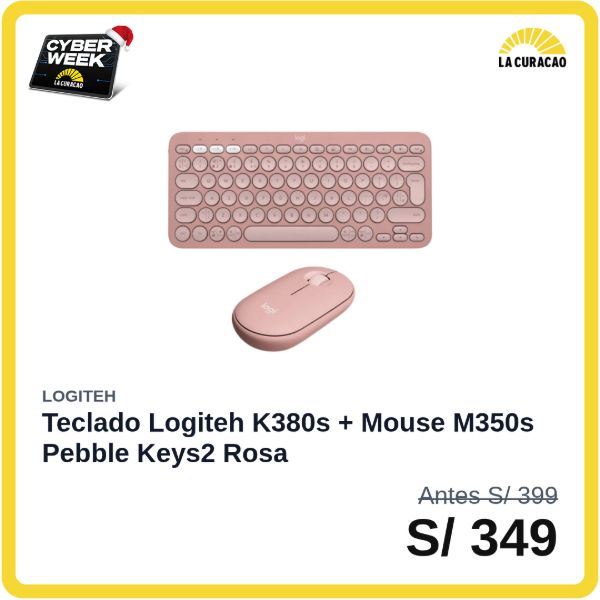 CYBER
WEEK
LA CURACAO
LA CURACAO
logi
logi
LOGITEH
Teclado Logiteh K380s + Mouse M350s
Pebble Keys2 Rosa
Antes S/ 399
S/ 349